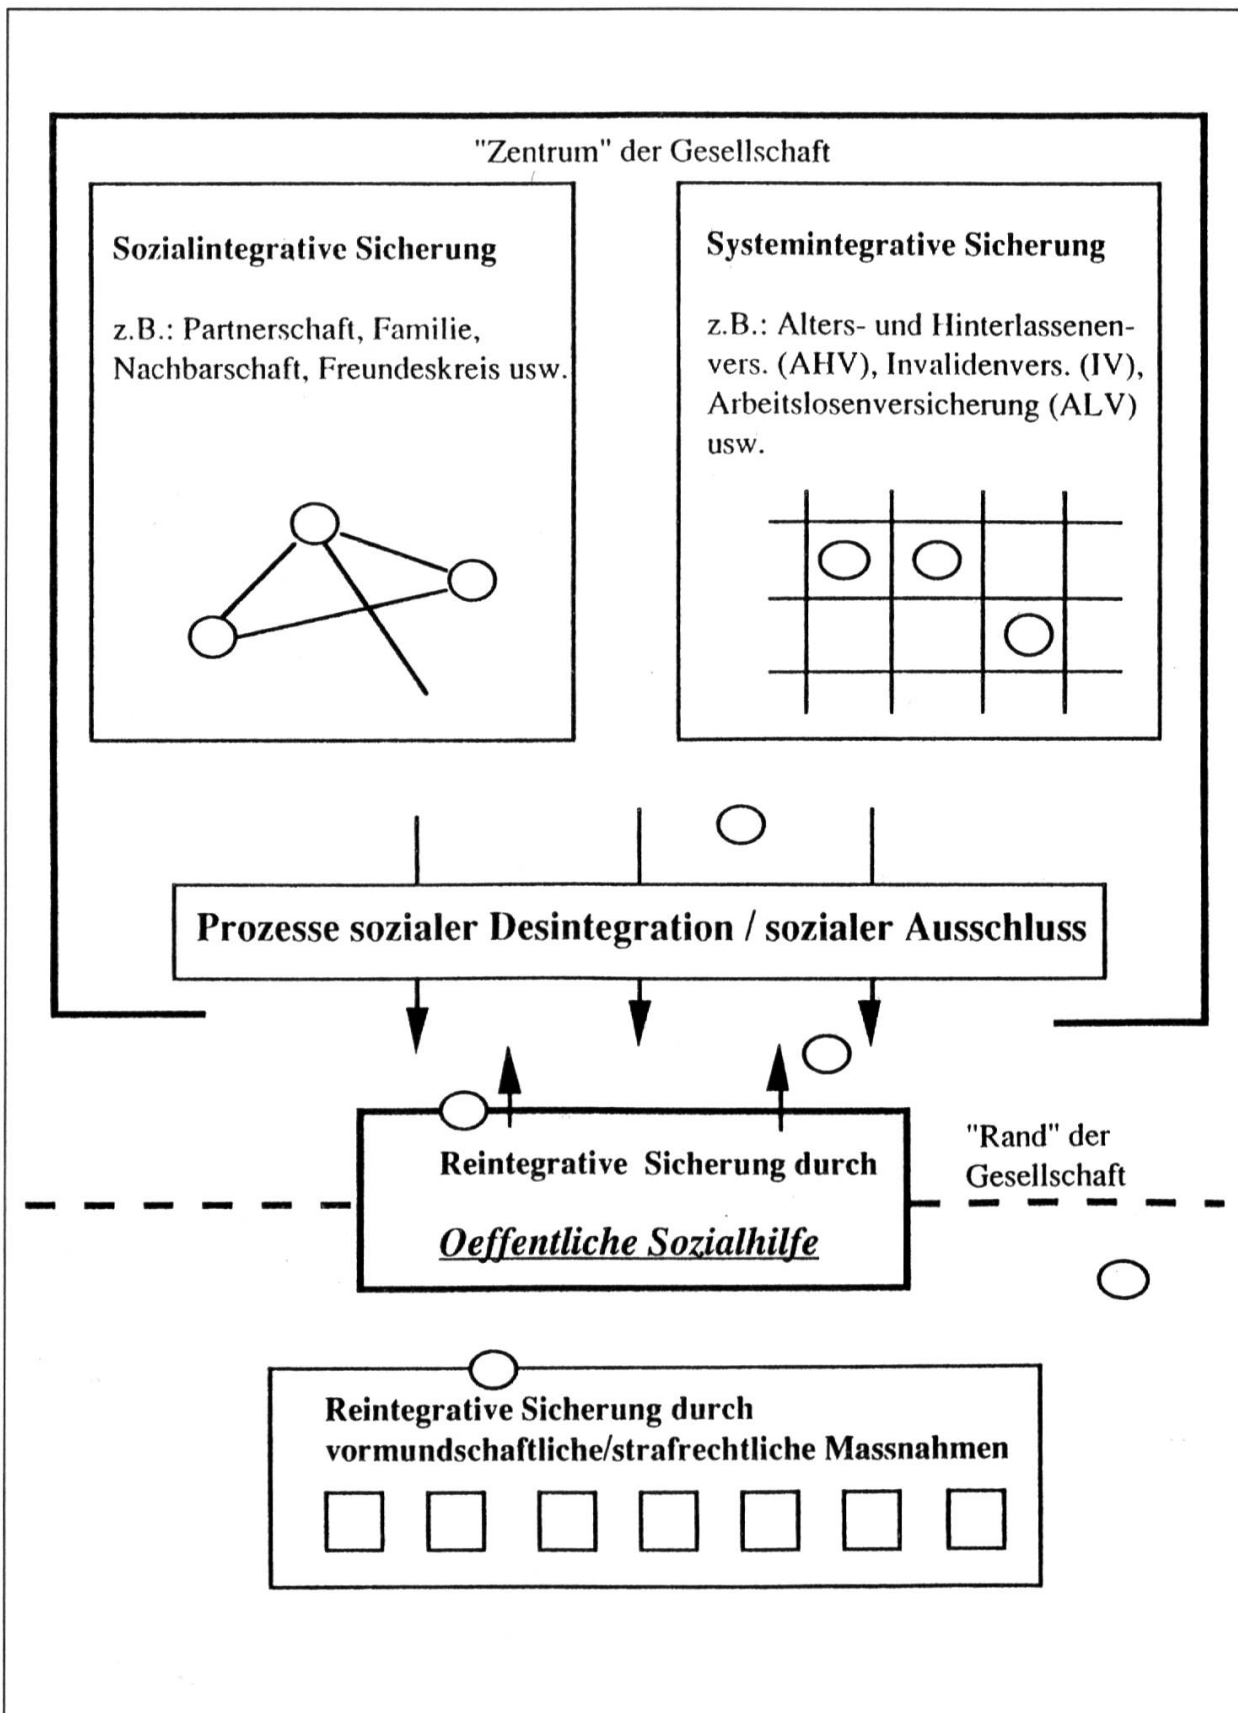 "Zentrum" der Gesellschaft
Sozialintegrative Sicherung
z.B.: Partnerschaft, Familie,
Nachbarschaft, Freundeskreis usw.
Systemintegrative Sicherung
z.B.: Alters- und Hinterlassenen-
vers. (AHV), Invalidenvers. (IV),
Arbeitslosenversicherung (ALV)
usw.
Prozesse sozialer Desintegration / sozialer Ausschluss
Reintegrative Sicherung durch
Oeffentliche Sozialhilfe
"Rand" der
Gesellschaft
Reintegrative Sicherung durch
vormundschaftliche/strafrechtliche Massnahmen